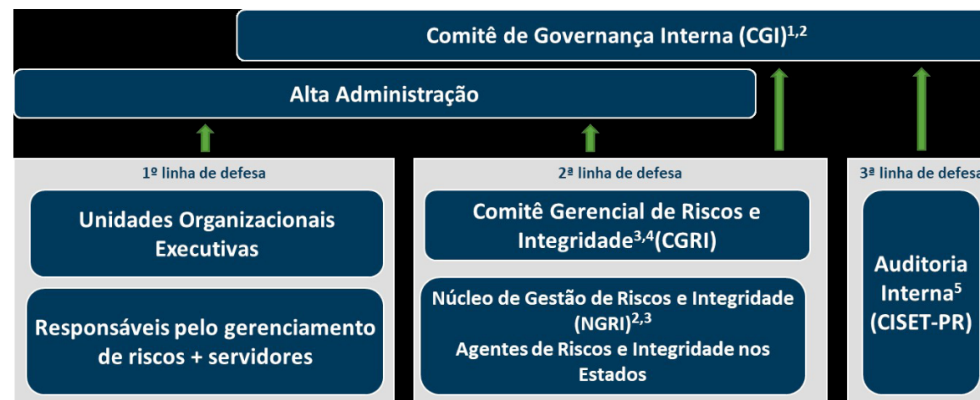 Comitê de Governança Interna (CGI)¹,²
Alta Administração
1º linha de defesa
Unidades Organizacionais
Executivas
Responsáveis pelo gerenciamento
de riscos + servidores
2ª linha de defesa
Comitê Gerencial de Riscos e
Integridade³,⁴(CGRI)
Núcleo de Gestão de Riscos e Integridade
(NGRI)²,³
Agentes de Riscos e Integridade nos
Estados
3ª linha de defesa
Auditoria
Interna⁵
(CISET-PR)